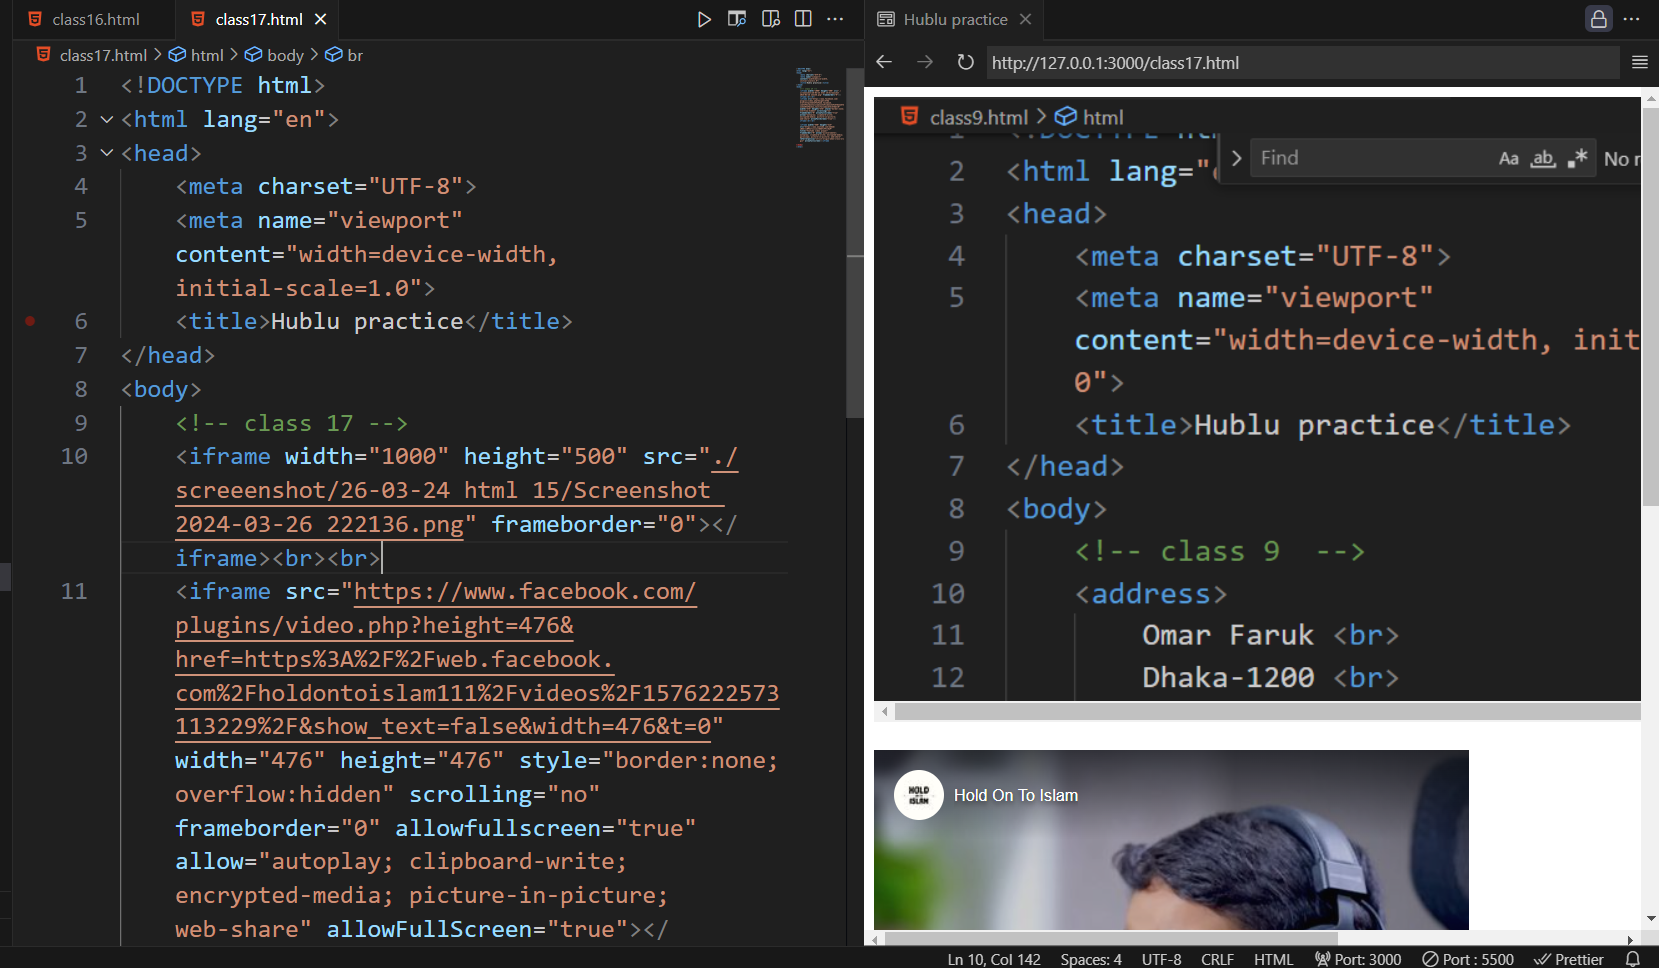 class16.html
class17.html
class17.html > html > body > br
1 <!DOCTYPE html>
2 <html lang="en">
3 <head>
4 <meta charset="UTF-8">
5 <meta name="viewport"
content="width=device-width,
initial-scale=1.0">
6 <title>Hublu practice</title>
7 </head>
8 <body>
9 <!-- class 17 -->
10 <iframe width="1000" height="500" src="./
screeenshot/26-03-24 html 15/Screenshot
2024-03-26 222136.png" frameborder="0"></
iframe><br><br>
11 <iframe src="https://www.facebook.com/
plugins/video.php?height=476&
href=https%3A%2F%2Fweb.facebook.
com%2Fholdontoislam111%2Fvideos%2F1576222573
113229%2F&show_text=false&width=476&t=0"
width="476" height="476" style="border:none;
overflow:hidden" scrolling="no"
frameborder="0" allowfullscreen="true"
allow="autoplay; clipboard-write;
encrypted-media; picture-in-picture;
web-share" allowFullScreen="true"></
Hublu practice
http://127.0.0.1:3000/class17.html
class9.html > html
Find Aa ab No
2 <html lang="
3 <head>
4 <meta charset="UTF-8">
5 <meta name="viewport"
content="width=device-width, init
0">
6 <title>Hublu practice</title>
7 </head>
8 <body>
9 <!-- class 9 -->
10 <address>
11 Omar Faruk <br>
12 Dhaka-1200 <br>
HOLD ON TO ISLAM
Hold On To Islam
Ln 10, Col 142 Spaces: 4 UTF-8 CRLF HTML Port: 3000 Port : 5500 Prettier